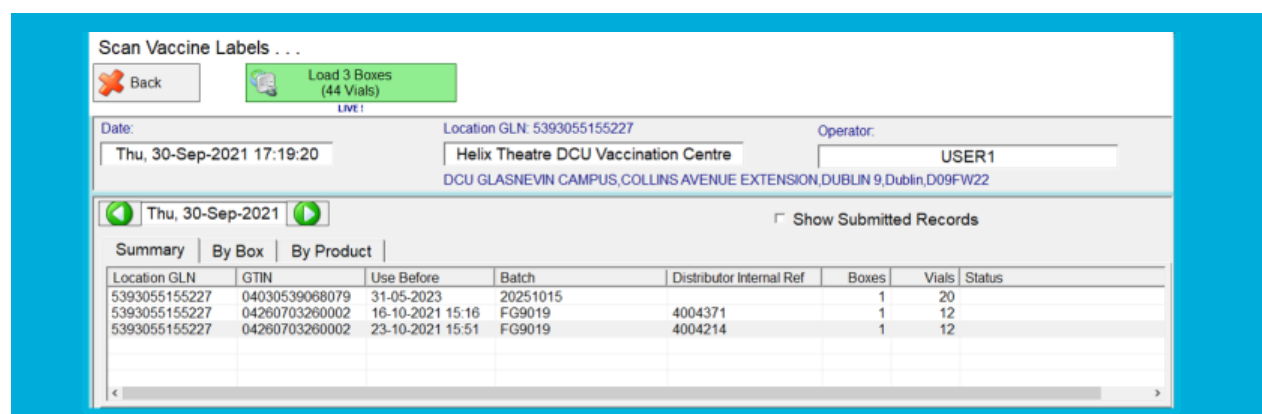 Scan Vaccine Labels . . .
Back
Load 3 Boxes
(44 Vials)
LIVE!
Date:
Location GLN: 5393055155227
Operator:
Thu, 30-Sep-2021 17:19:20
Helix Theatre DCU Vaccination Centre
USER1
DCU GLASNEVIN CAMPUS,COLLINS AVENUE EXTENSION,DUBLIN 9,Dublin,D09FW22
Thu, 30-Sep-2021
Show Submitted Records
Summary By Box By Product
Location GLN GTIN Use Before Batch Distributor Internal Ref Boxes Vials Status
5393055155227 04030539068079 31-05-2023 20251015 1 20
5393055155227 04260703260002 16-10-2021 15:16 FG9019 4004371 1 12
5393055155227 04260703260002 23-10-2021 15:51 FG9019 4004214 1 12